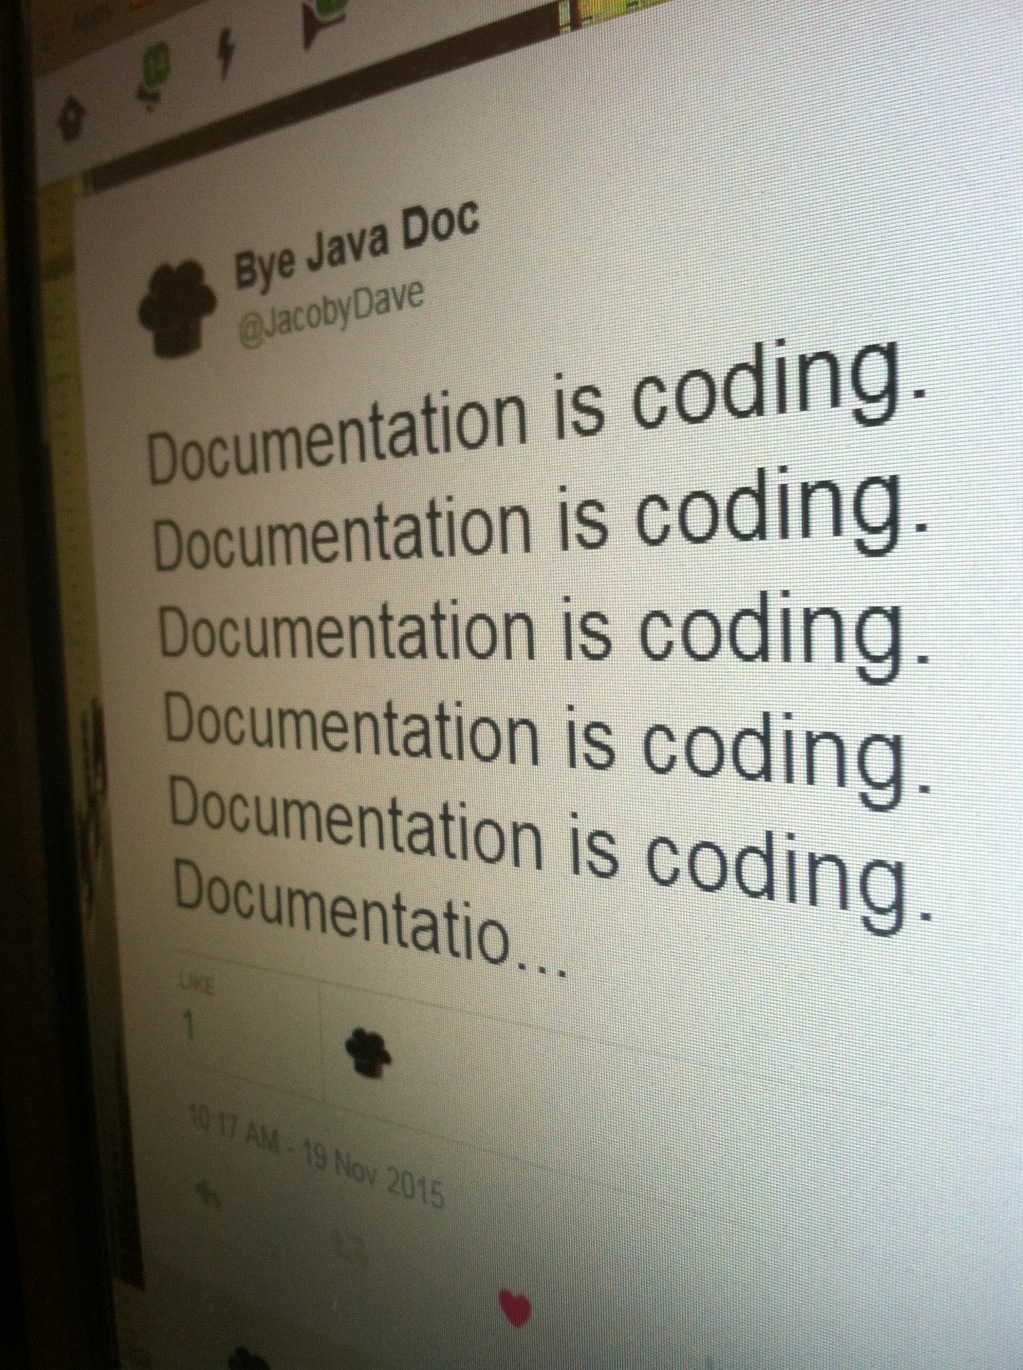 Apps
Bye Java Doc
@JacobyDave
Documentation is coding.
Documentation is coding.
Documentation is coding.
Documentation is coding.
Documentation is coding.
Documentatio...
LIKE
1
10:17 AM - 19 Nov 2015